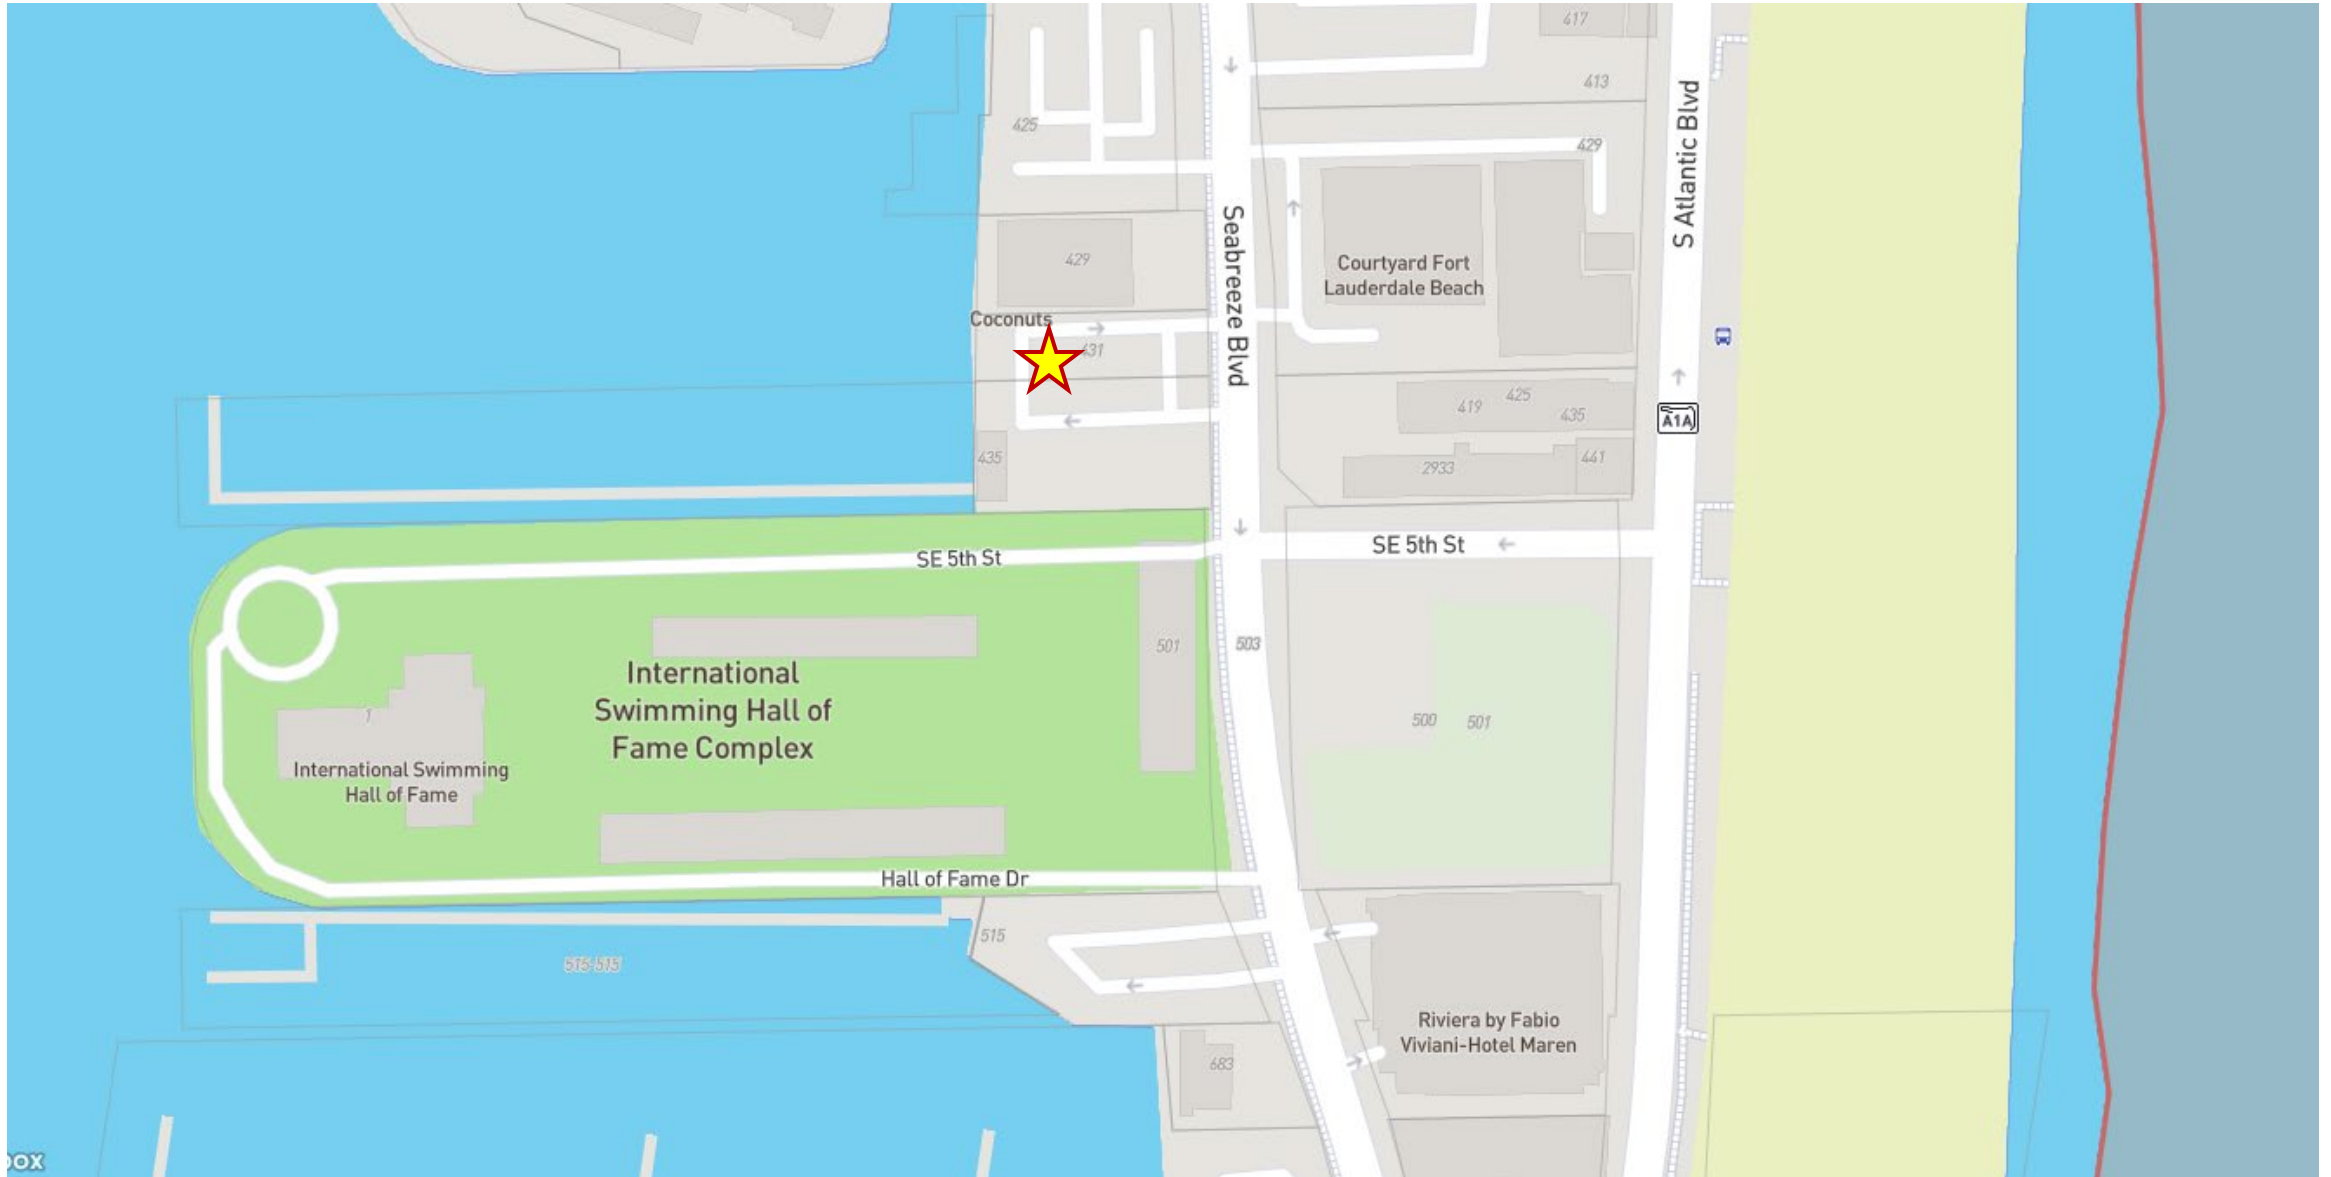 417
413
S Atlantic Blvd
425
429
Seabreeze Blvd
429
Courtyard Fort
Lauderdale Beach
Coconuts
431
419
425
435
A1A
435
2933
441
SE 5th St
SE 5th St
503
501
International
Swimming Hall of
Fame Complex
1
International Swimming
Hall of Fame
500
501
Hall of Fame Dr
515
515-515
Riviera by Fabio
Viviani-Hotel Maren
683